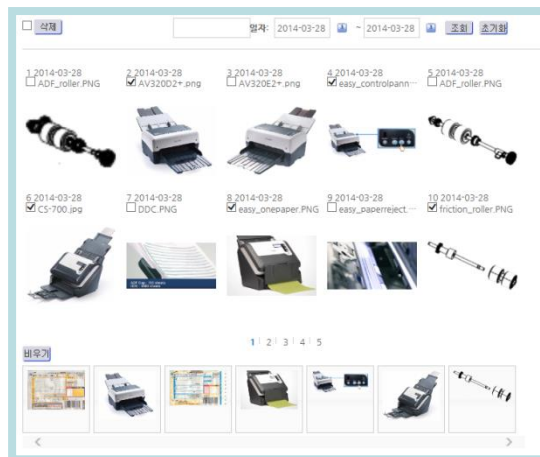 삭제 일자: 2014-03-28 ~ 2014-03-28 조회 초기화
1 2014-03-28 2 2014-03-28 3 2014-03-28 4 2014-03-28 5 2014-03-28
ADF_roller.PNG AV320D2+.png AV320E2+.png easy_controlpann··· ADF_roller.PNG
6 2014-03-28 7 2014-03-28 8 2014-03-28 9 2014-03-28 10 2014-03-28
CS-700.jpg DDC.PNG easy_onepaper.PNG easy_paperreject.··· friction_roller.PNG
1 2 3 4 5
비우기